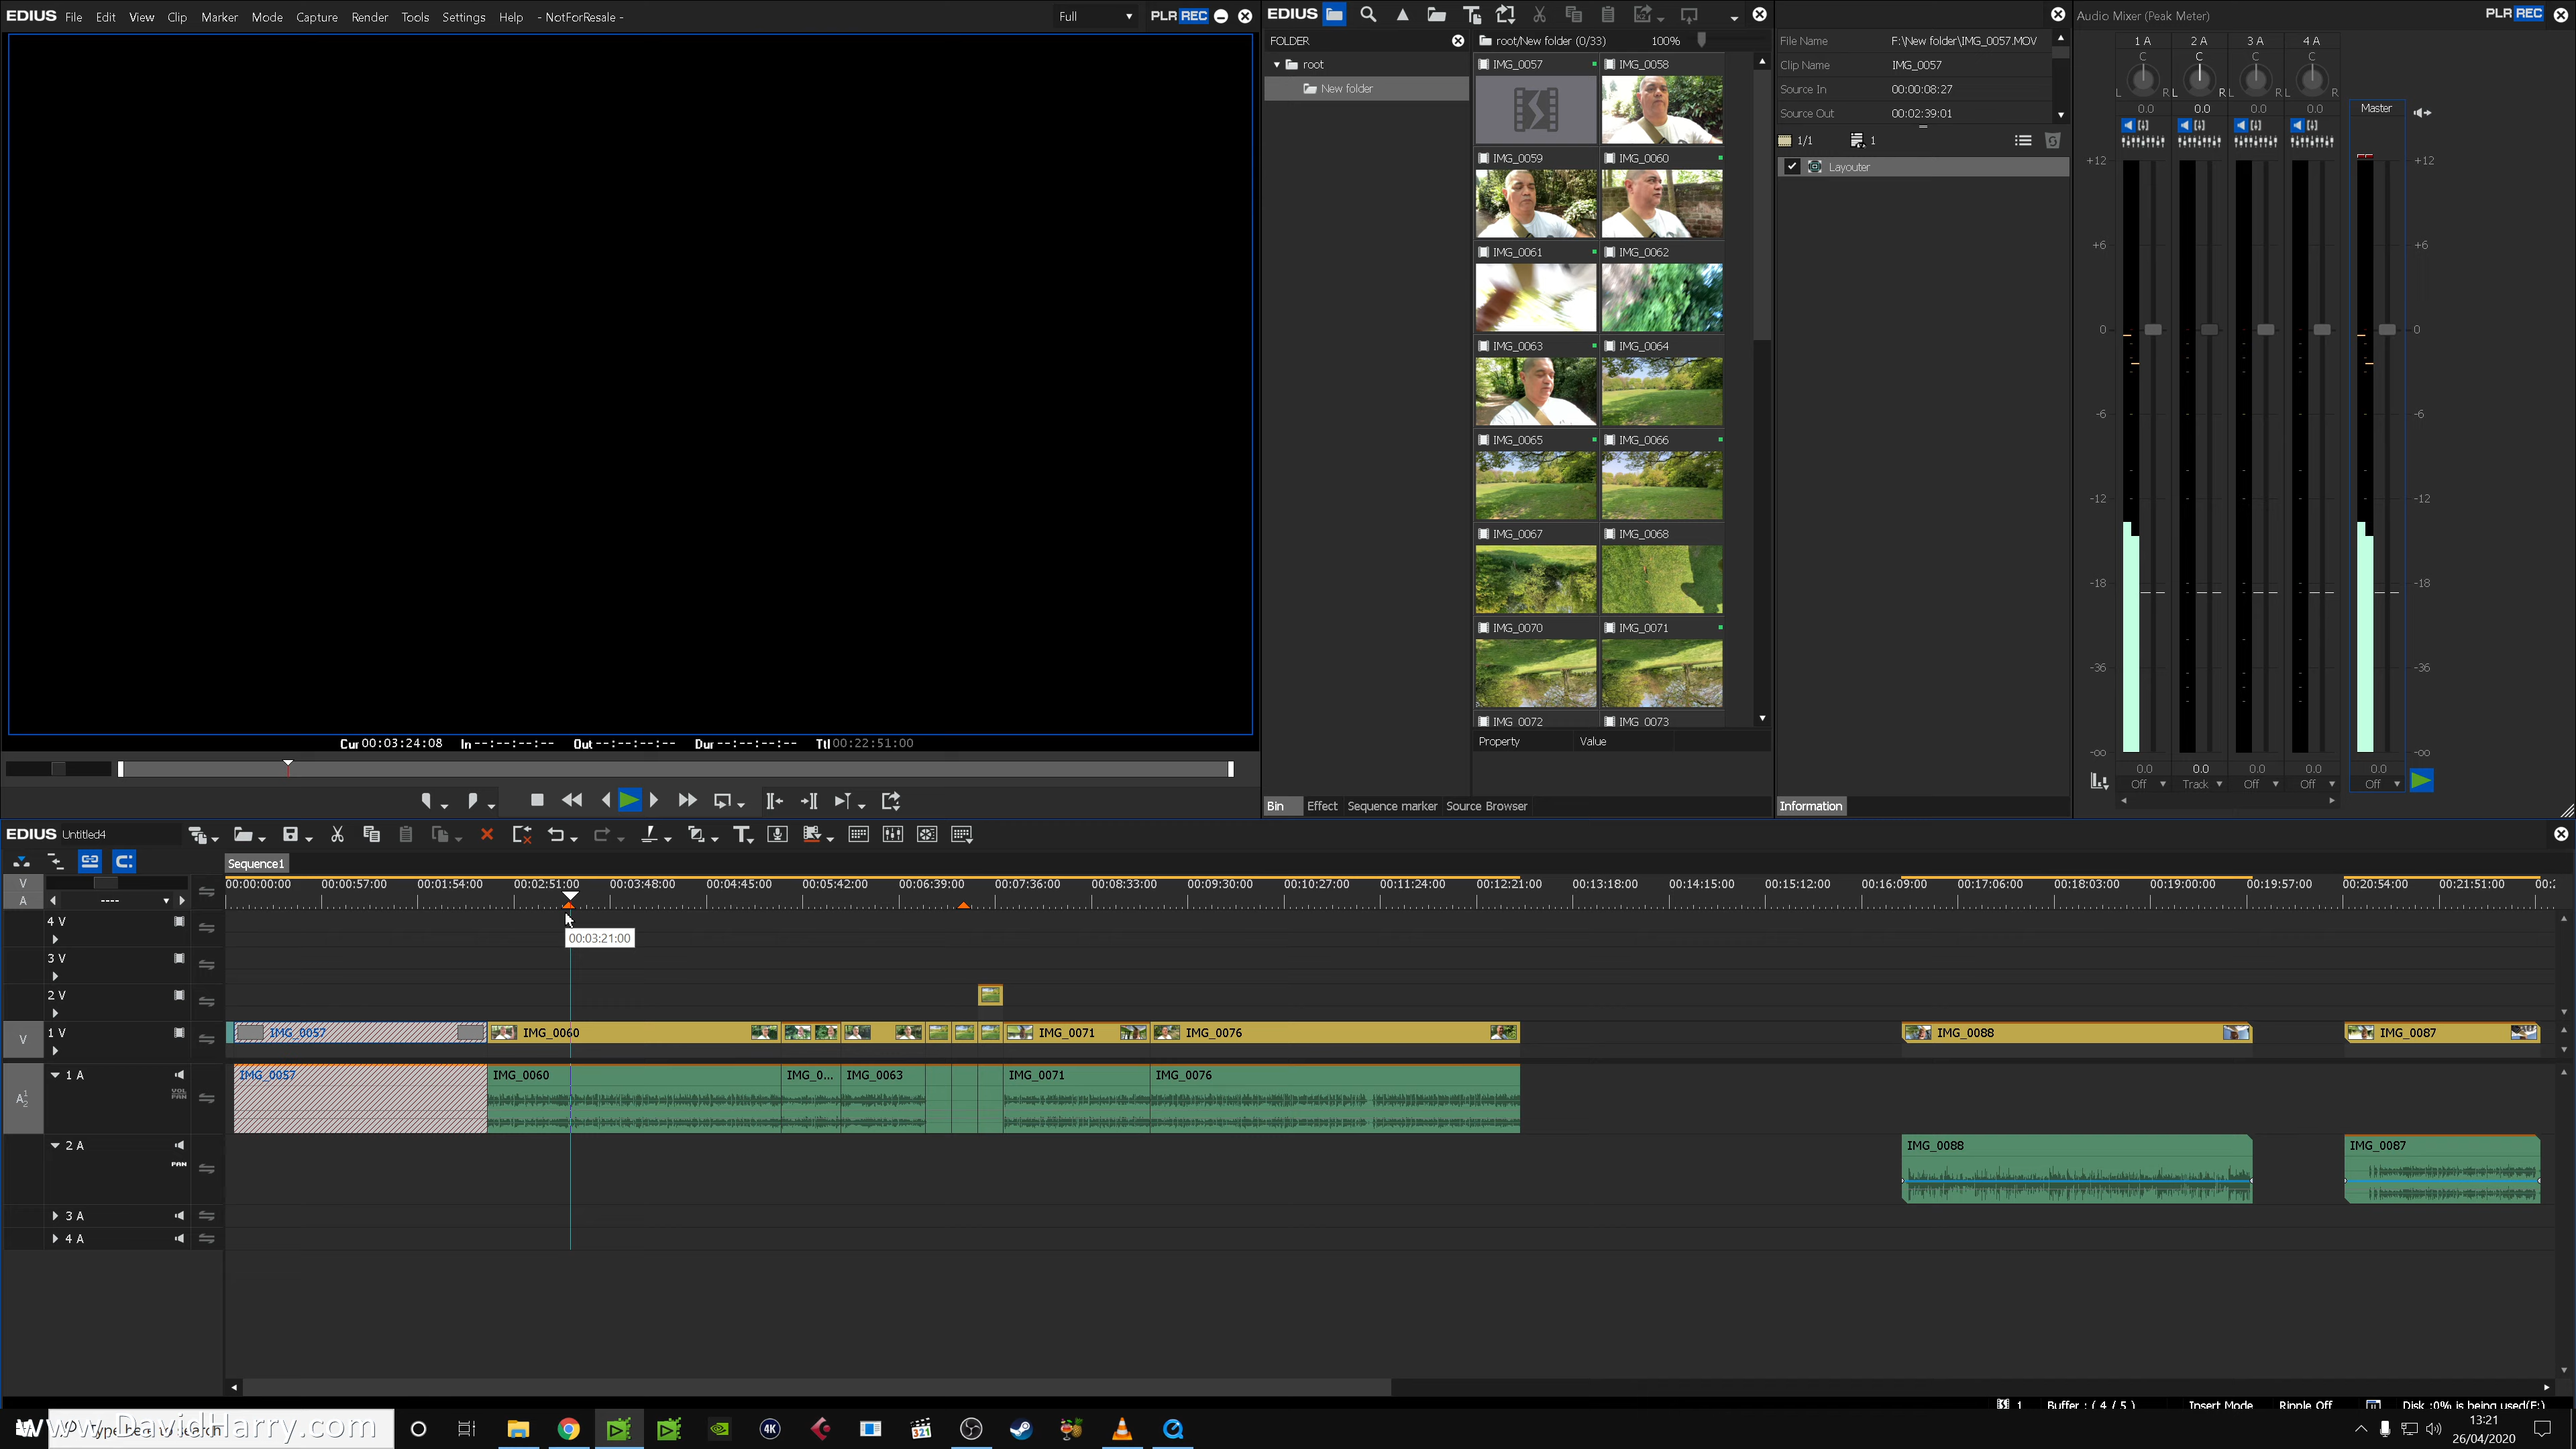 EDIUS File Edit View Clip Marker Mode Capture Render Tools Settings Help - NotForResale - Full PLR REC
EDIUS
FOLDER
root
New folder
root/New folder (0/33) 100%
IMG_0057 IMG_0058
IMG_0059 IMG_0060
IMG_0061 IMG_0062
IMG_0063 IMG_0064
IMG_0065 IMG_0066
IMG_0067 IMG_0068
IMG_0070 IMG_0071
IMG_0072 IMG_0073
Property Value
Bin Effect Sequence marker Source Browser
File Name F:\New folder\IMG_0057.MOV
Clip Name IMG_0057
Source In 00:00:08:27
Source Out 00:02:39:01
1/1 1
Layouter
Information
Audio Mixer (Peak Meter) PLR REC
1 A 2 A 3 A 4 A
C C C C
L R L R L R L R
0.0 0.0 0.0 0.0 Master
+12 +12
+6 +6
0 0
-6 -6
-12 -12
-18 -18
-36 -36
-oo -oo
0.0 0.0 0.0 0.0 0.0
Off Track Off Off Off
Cur 00:03:24:08 In --:--:--:-- Out --:--:--:-- Dur --:--:--:-- Ttl 00:22:51:00
EDIUS Untitled4
Sequence1
V 00:00:00:00 00:00:57:00 00:01:54:00 00:02:51:00 00:03:48:00 00:04:45:00 00:05:42:00 00:06:39:00 00:07:36:00 00:08:33:00 00:09:30:00 00:10:27:00 00:11:24:00 00:12:21:00 00:13:18:00 00:14:15:00 00:15:12:00 00:16:09:00 00:17:06:00 00:18:03:00 00:19:00:00 00:19:57:00 00:20:54:00 00:21:51:00
A ----
4 V
00:03:21:00
3 V
2 V
V 1 V IMG_0057 IMG_0060 IMG_0071 IMG_0076 IMG_0088 IMG_0087
1 A IMG_0057 IMG_0060 IMG_0... IMG_0063 IMG_0071 IMG_0076
VOL
PAN
A 1 2
2 A IMG_0088 IMG_0087
PAN
3 A
4 A
1 Buffer : ( 4 / 5 ) Insert Mode Ripple Off Disk :0% is being used(F:)
www.DavidHarry.com
Type here to search
4K
321
13:21
26/04/2020